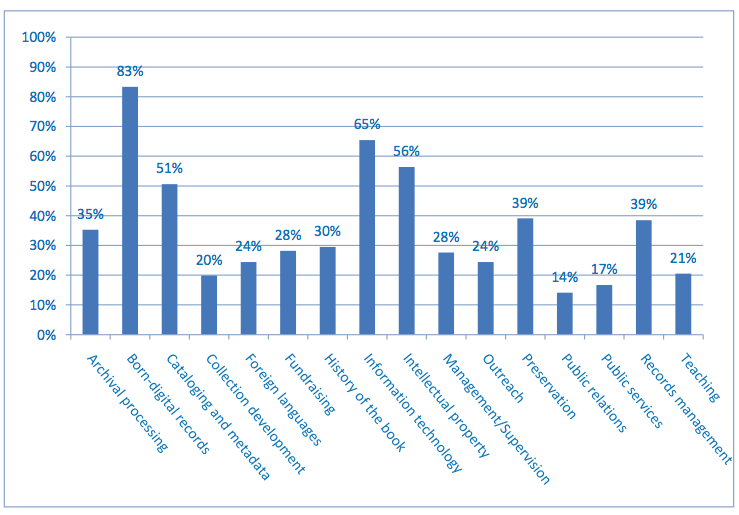 100%
90%
80%
70%
60%
50%
40%
30%
20%
10%
0%
35%
83%
51%
20%
24%
28%
30%
65%
56%
28%
24%
39%
14%
17%
39%
21%
Archival processing
Born-digital records
Cataloging and metadata
Collection development
Foreign languages
Fundraising
History of the book
Information technology
Intellectual property
Management/Supervision
Outreach
Preservation
Public relations
Public services
Records management
Teaching